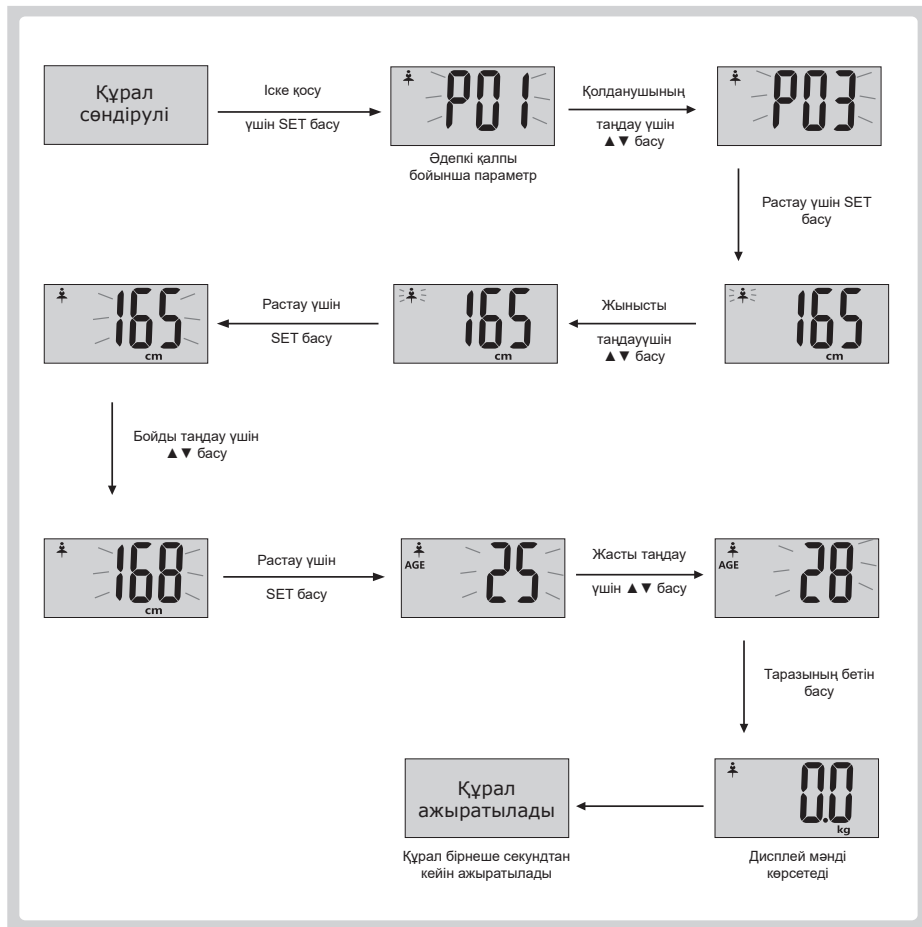 Құрал
сөндірулі
Іске қосу
үшін SET басу
P01
Әдепкі қалпы
бойынша параметр
Қолданушының
таңдау үшін
▲▼ басу
P03
Растау үшін SET
басу
165
cm
Жынысты
таңдауүшін
▲▼ басу
165
cm
Растау үшін
SET басу
165
cm
Бойды таңдау үшін
▲▼ басу
168
cm
Растау үшін
SET басу
AGE
25
Жасты таңдау
үшін ▲▼ басу
AGE
28
Таразының бетін
басу
0.0
kg
Дисплей мәнді
көрсетеді
Құрал
ажыратылады
Құрал бірнеше секундтан
кейін ажыратылады